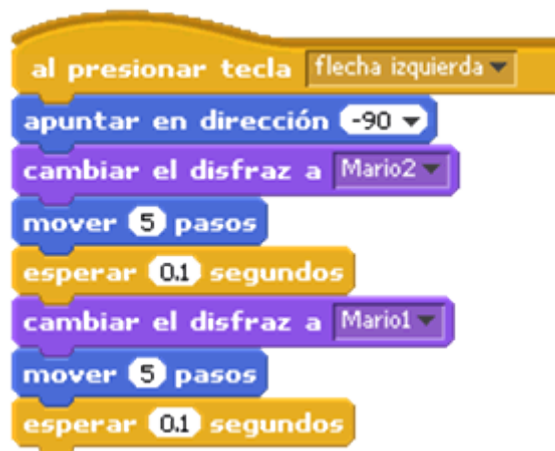 al presionar tecla flecha izquierda
apuntar en dirección -90
cambiar el disfraz a Mario2
mover 5 pasos
esperar 0.1 segundos
cambiar el disfraz a Mario1
mover 5 pasos
esperar 0.1 segundos